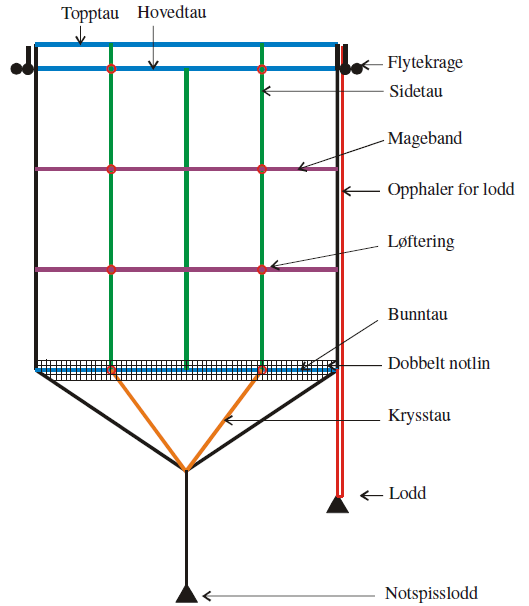 Topptau Hovedtau
Flytekrage
Sidetau
Mageband
Opphaler for lodd
Løftering
Bunntau
Dobbelt notlin
Krysstau
Lodd
Notspisslodd